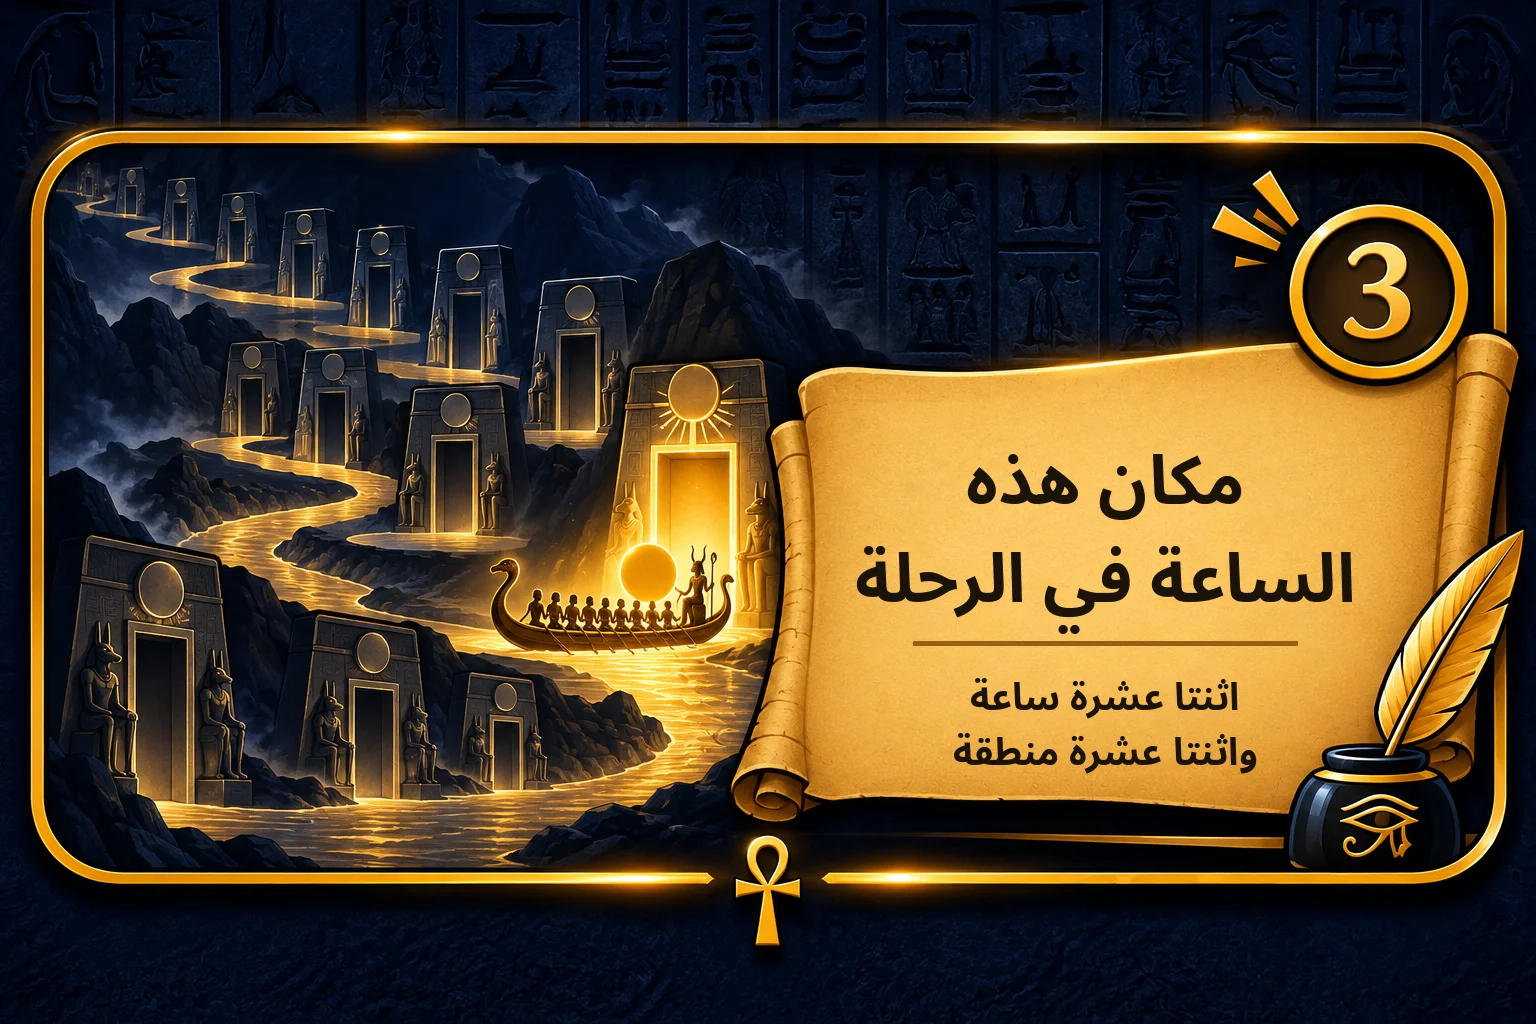 3
مكان هذه
الساعة في الرحلة
اثنتا عشرة ساعة
واثنتا عشرة منطقة